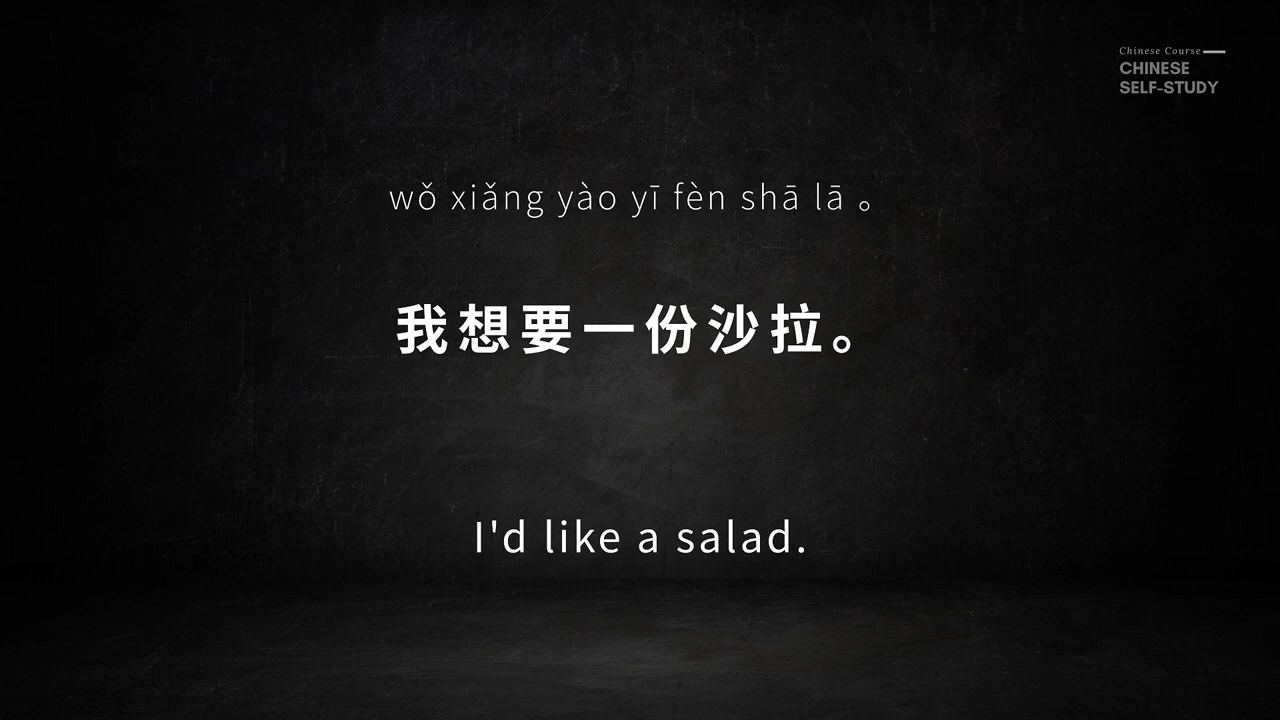 Chinese Course
CHINESE
SELF-STUDY
wǒ xiǎng yào yī fèn shā lā 。
我想要一份沙拉。
I'd like a salad.